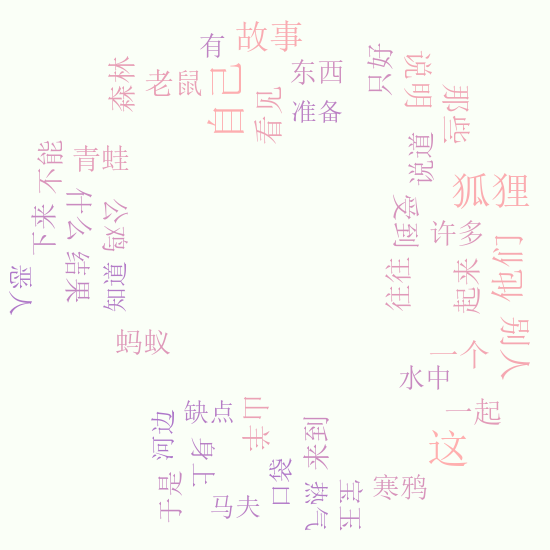 故事
有
东西
只好
说明
森林
老鼠
自己
看见
准备
那些
说道
不能
青蛙
狐狸
下来
什么
公鸡
受到
许多
恶人
结果
知道
往往
起来
他们
蚂蚁
一个
别人
水中
缺点
山羊
一起
河边
身上
来到
这
于是
马夫
口袋
热气
宝玉
寒鸦